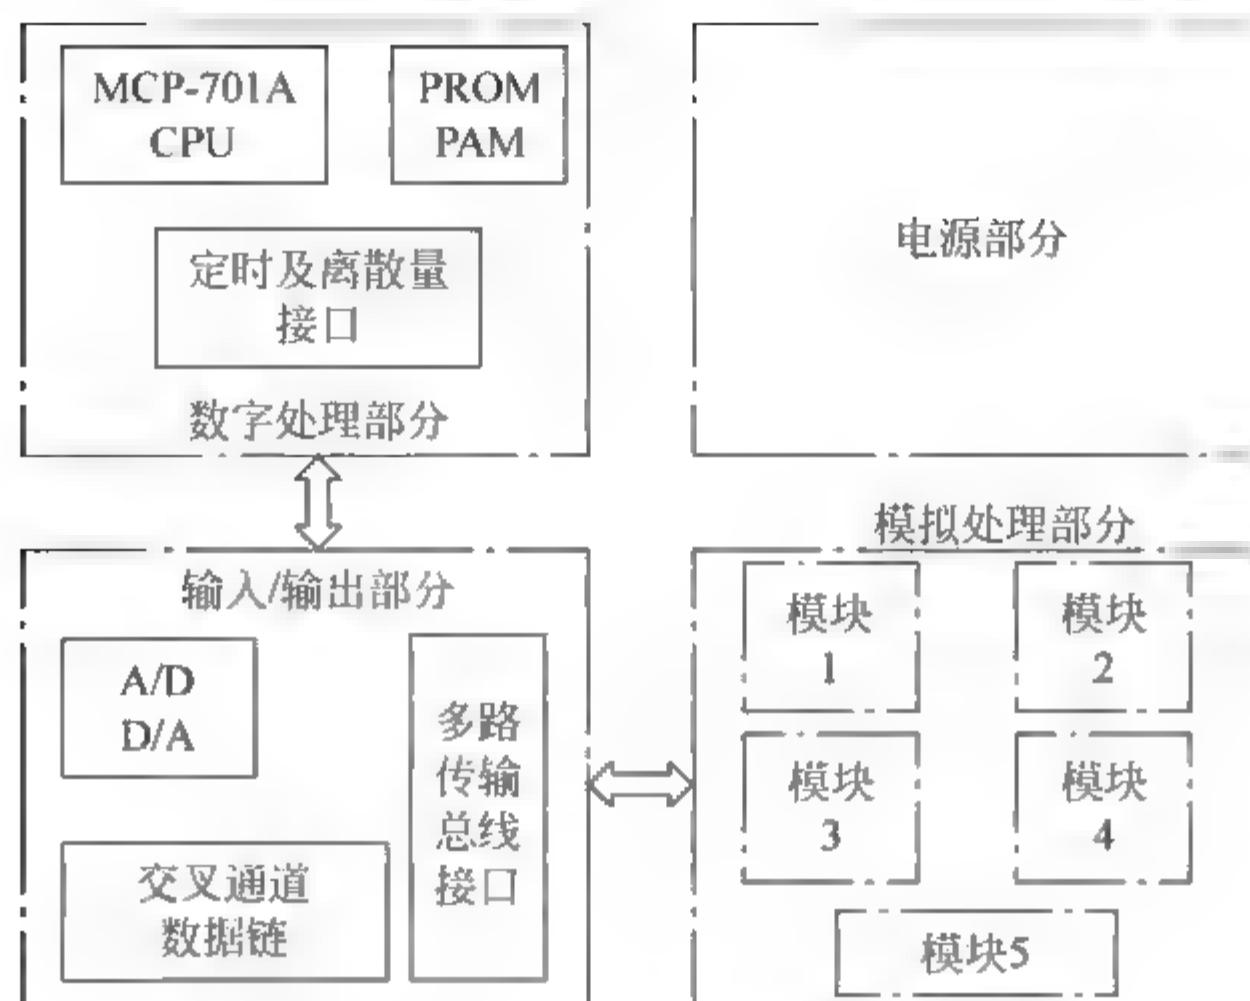 MCP-701A
CPU
PROM
PAM
定时及离散量
接口
数字处理部分
电源部分
输入/输出部分
A/D
D/A
多路
传输
总线
接口
交叉通道
数据链
模拟处理部分
模块
1
模块
2
模块
3
模块
4
模块5